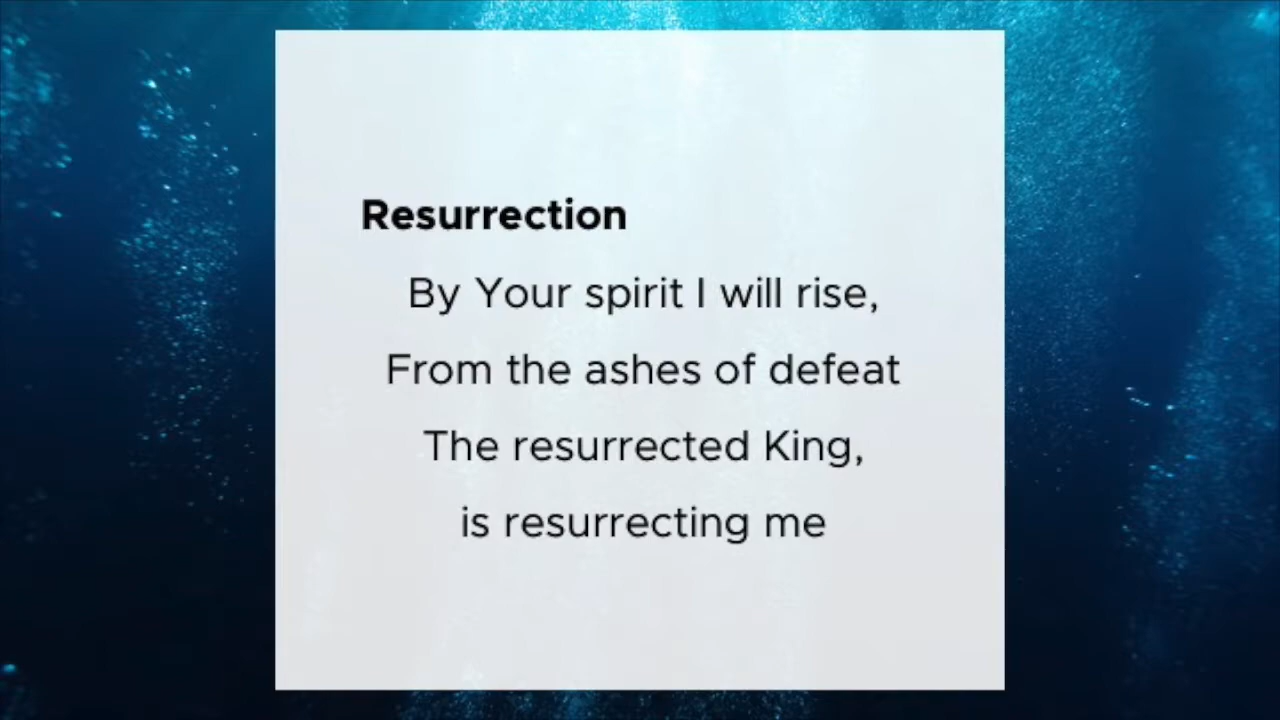 Resurrection
By Your spirit I will rise,
From the ashes of defeat
The resurrected King,
is resurrecting me